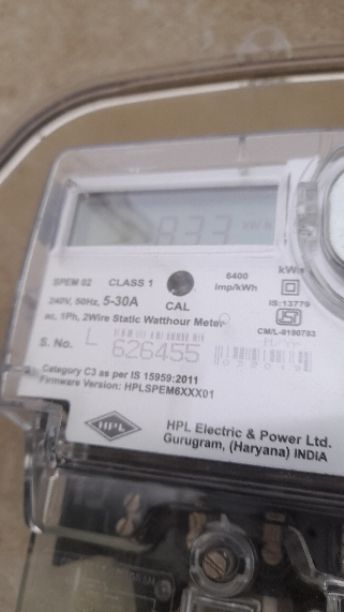 833 kWh
SPEM 02 CLASS 1 6400 imp/kWh kWh
240V, 50Hz, 5-30A CAL IS:13779
ac, 1Ph, 2Wire Static Watthour Meter CM/L-9190793
S. No. L 626455
Category C3 as per IS 15959:2011
Firmware Version: HPLSPEM6XXX01
HPL
HPL Electric & Power Ltd.
Gurugram, (Haryana) INDIA